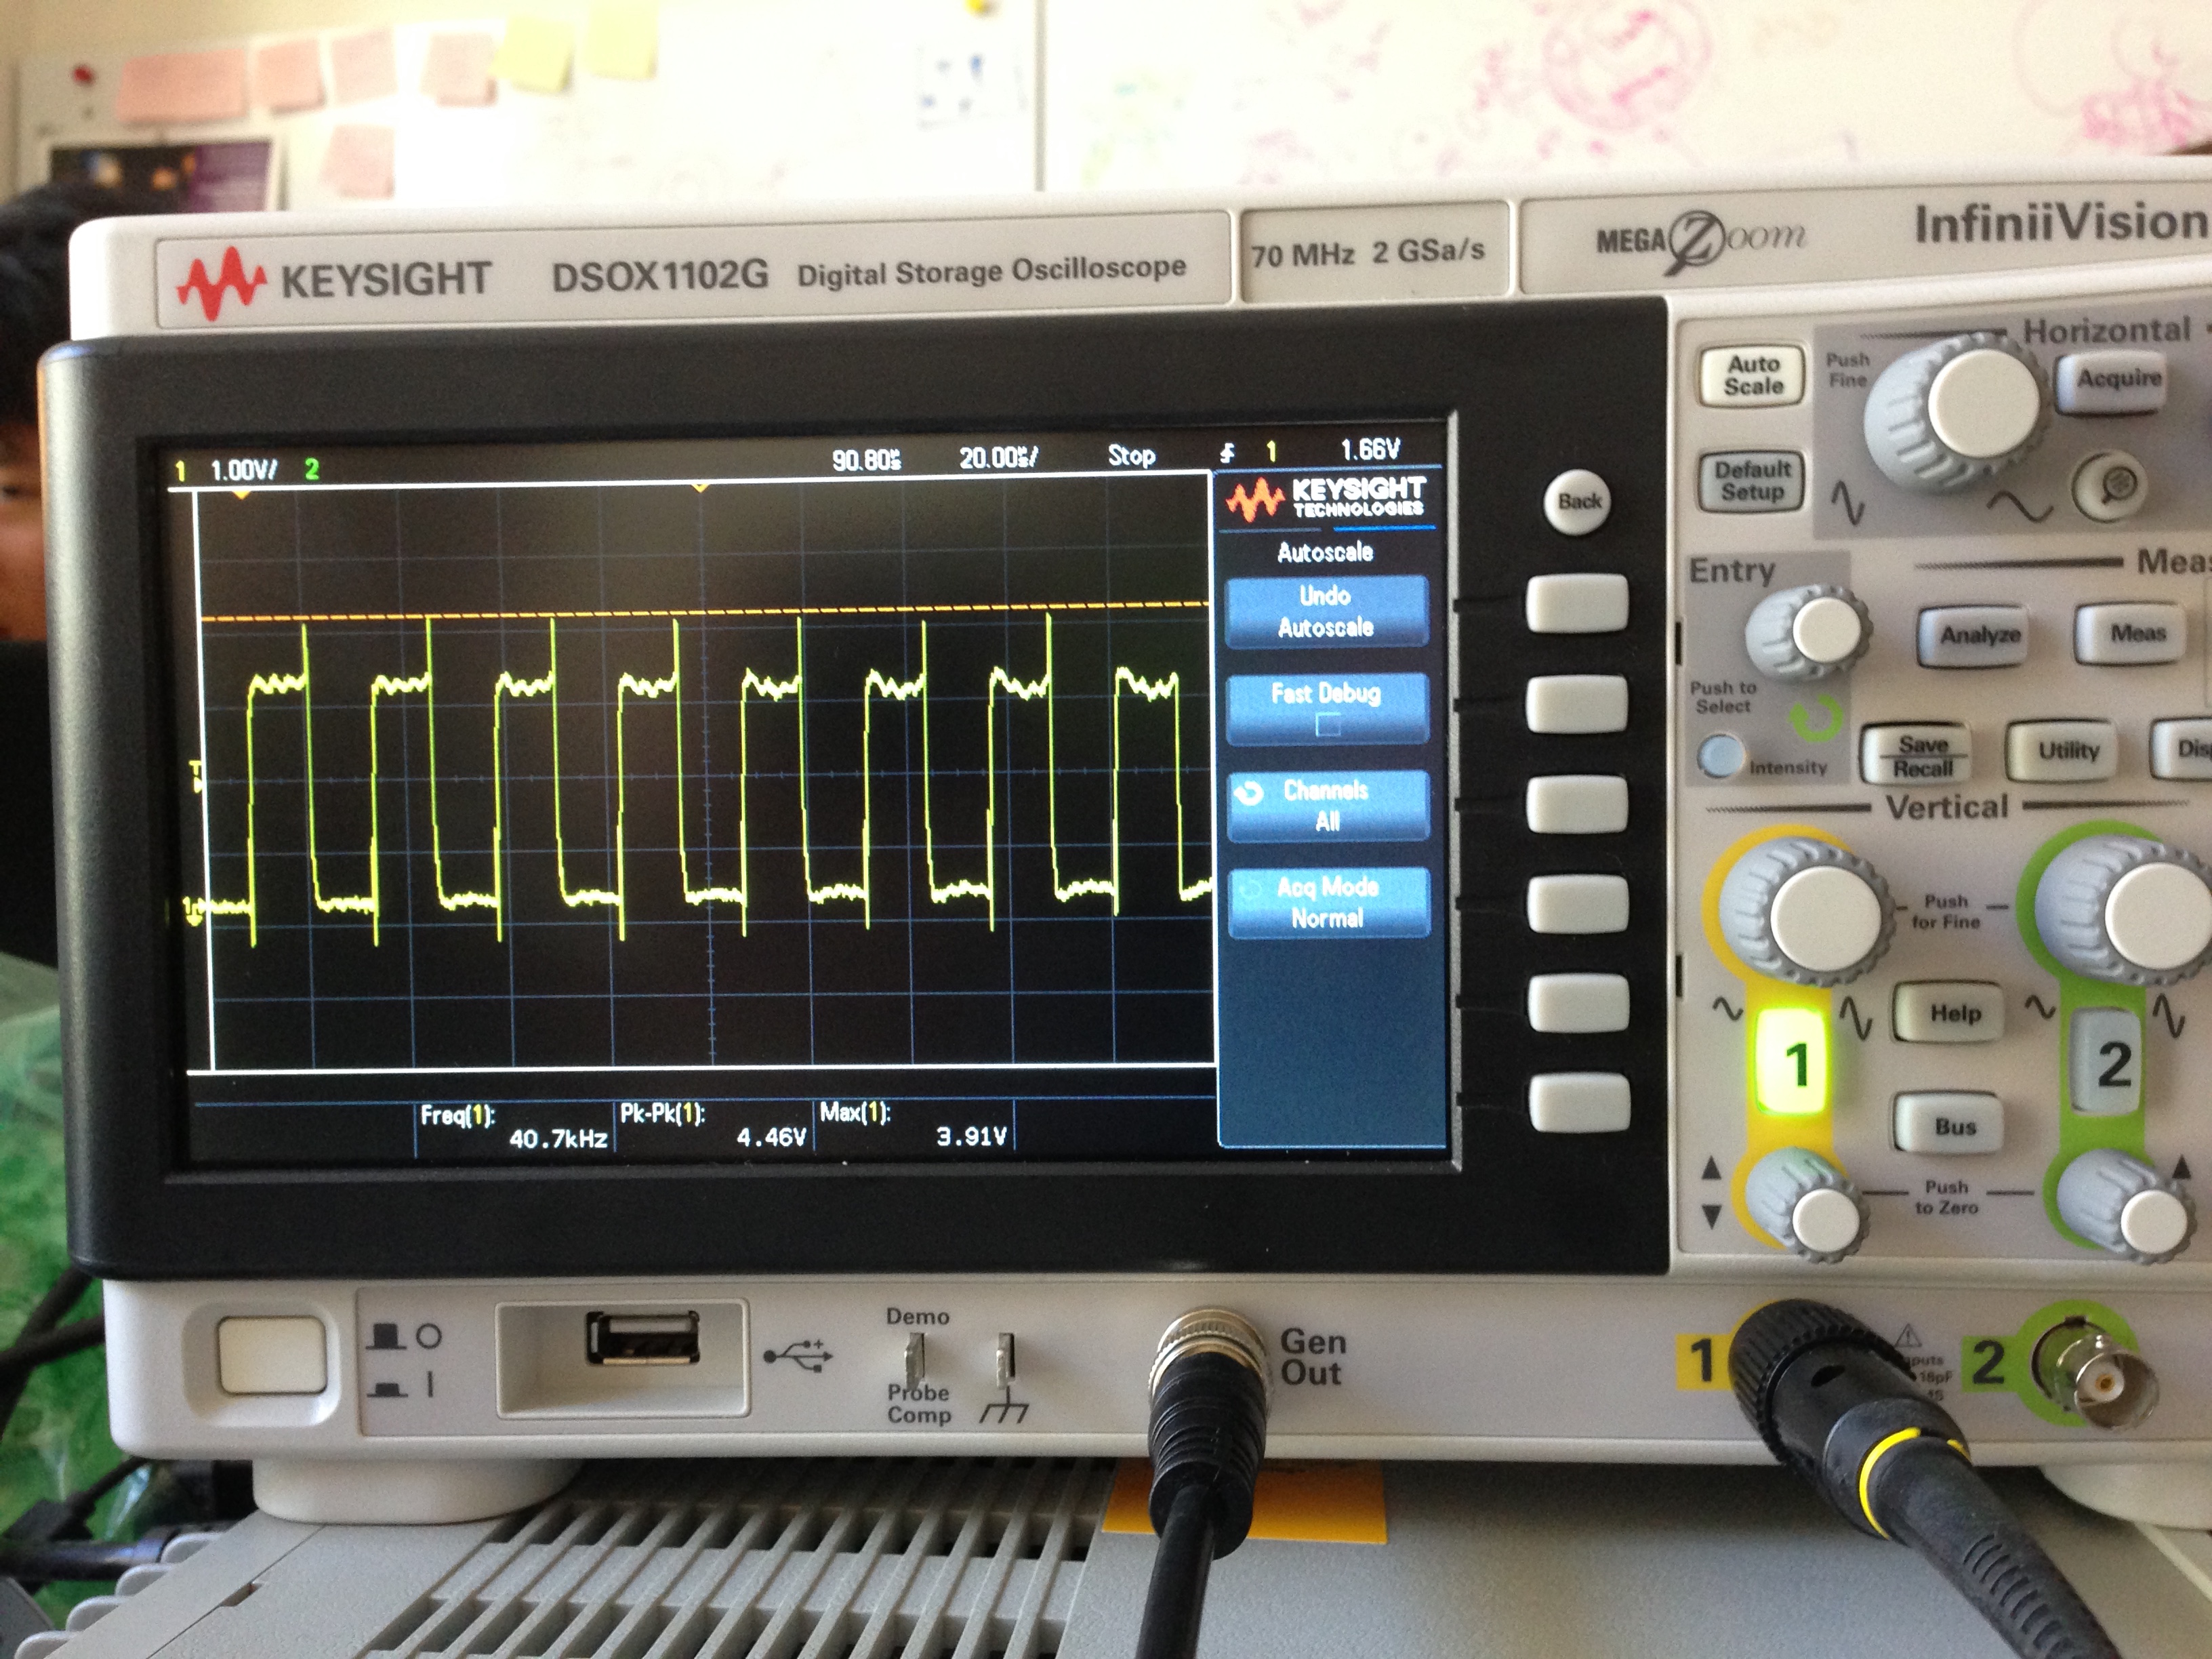 KEYSIGHT DSOX1102G Digital Storage Oscilloscope
70 MHz 2 GSa/s
MEGA Zoom
InfiniiVision
1 1.00V/ 2 90.80µs 20.00µs/ Stop 1 1.66V
KEYSIGHT
TECHNOLOGIES
Autoscale
Undo
Autoscale
Fast Debug
Channels
All
Acq Mode
Normal
T
1
Freq(1):
40.7kHz
Pk-Pk(1):
4.46V
Max(1):
3.91V
Back
Auto
Scale
Default
Setup
Horizontal
Push
Fine
Acquire
Entry
Push to
Select
Intensity
Analyze
Meas
Save
Recall
Utility
Vertical
Push
for Fine
1
Help
2
Bus
Push
to Zero
Demo
Probe
Comp
Gen
Out
1
2